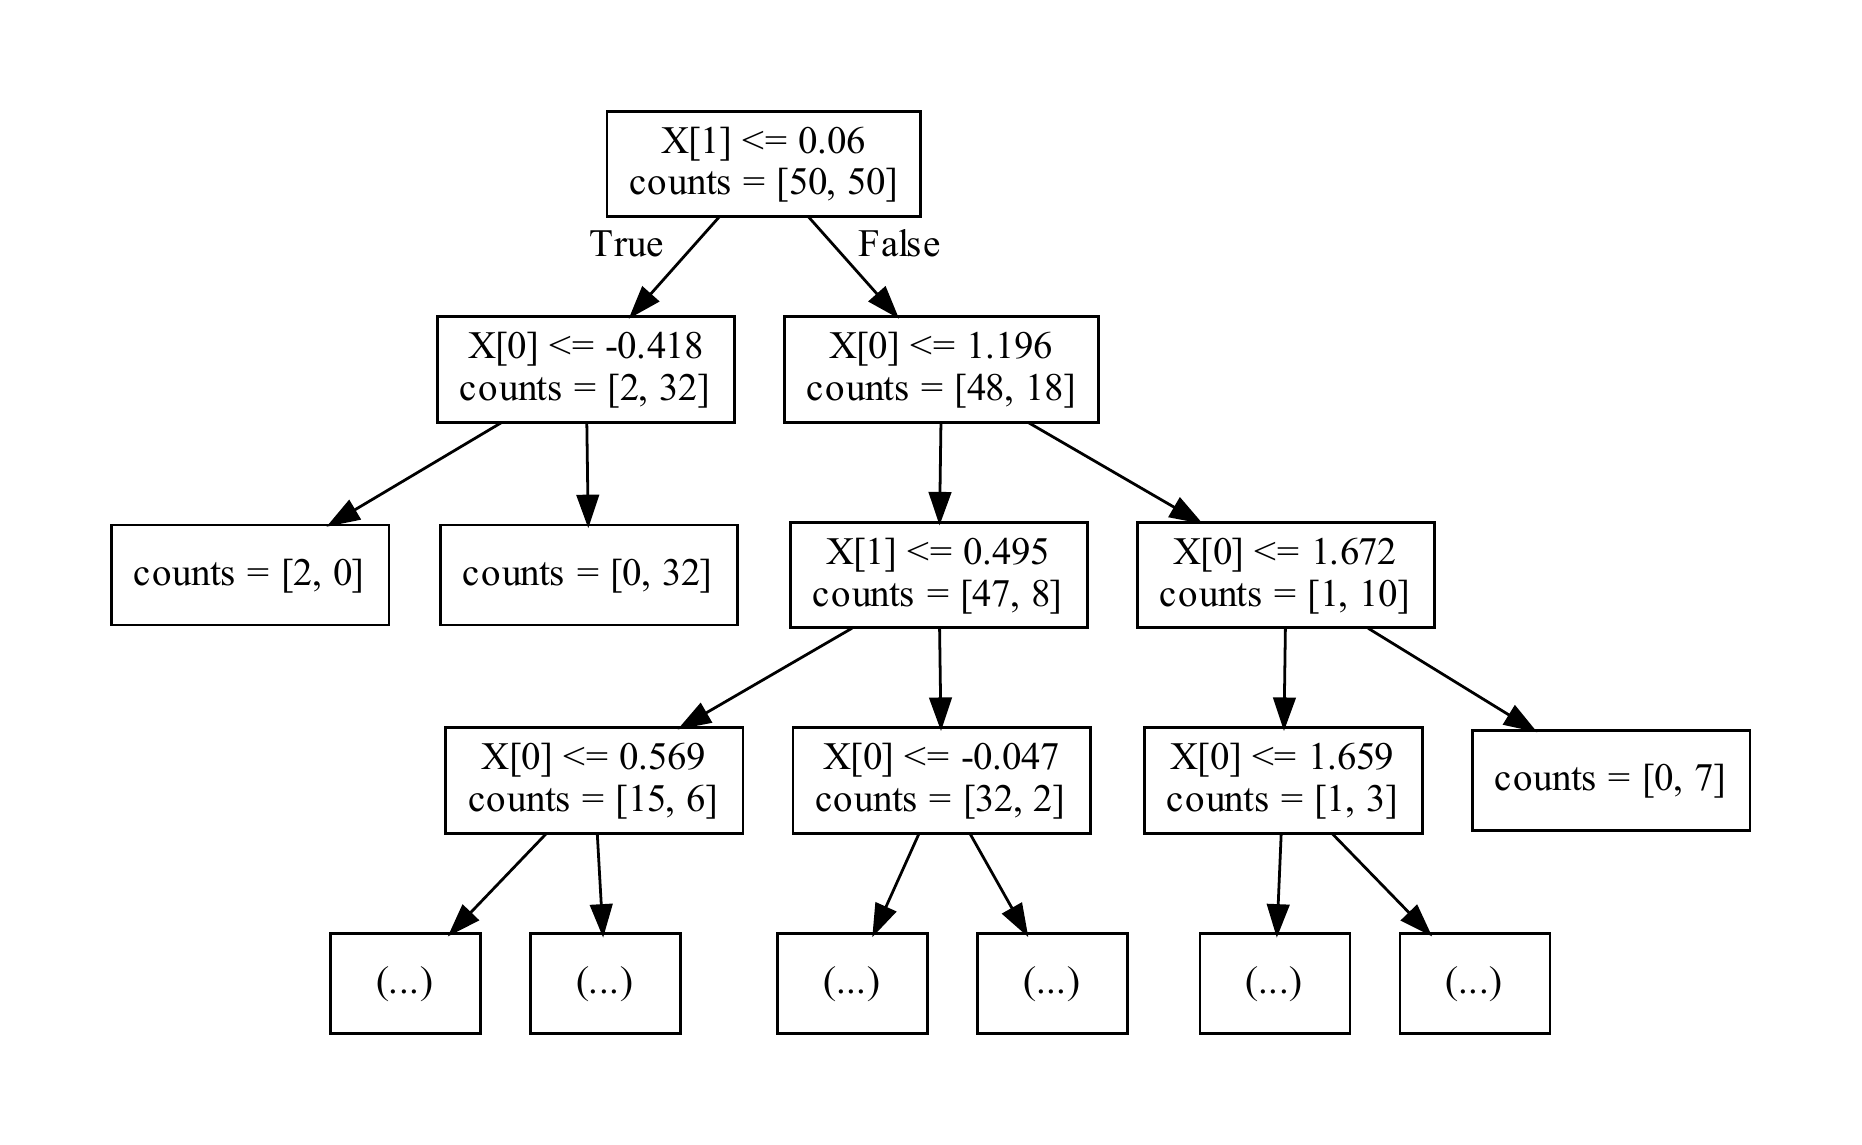 X[1] <= 0.06
counts = [50, 50]
True
False
X[0] <= -0.418
counts = [2, 32]
X[0] <= 1.196
counts = [48, 18]
counts = [2, 0]
counts = [0, 32]
X[1] <= 0.495
counts = [47, 8]
X[0] <= 1.672
counts = [1, 10]
X[0] <= 0.569
counts = [15, 6]
X[0] <= -0.047
counts = [32, 2]
X[0] <= 1.659
counts = [1, 3]
counts = [0, 7]
(...)
(...)
(...)
(...)
(...)
(...)